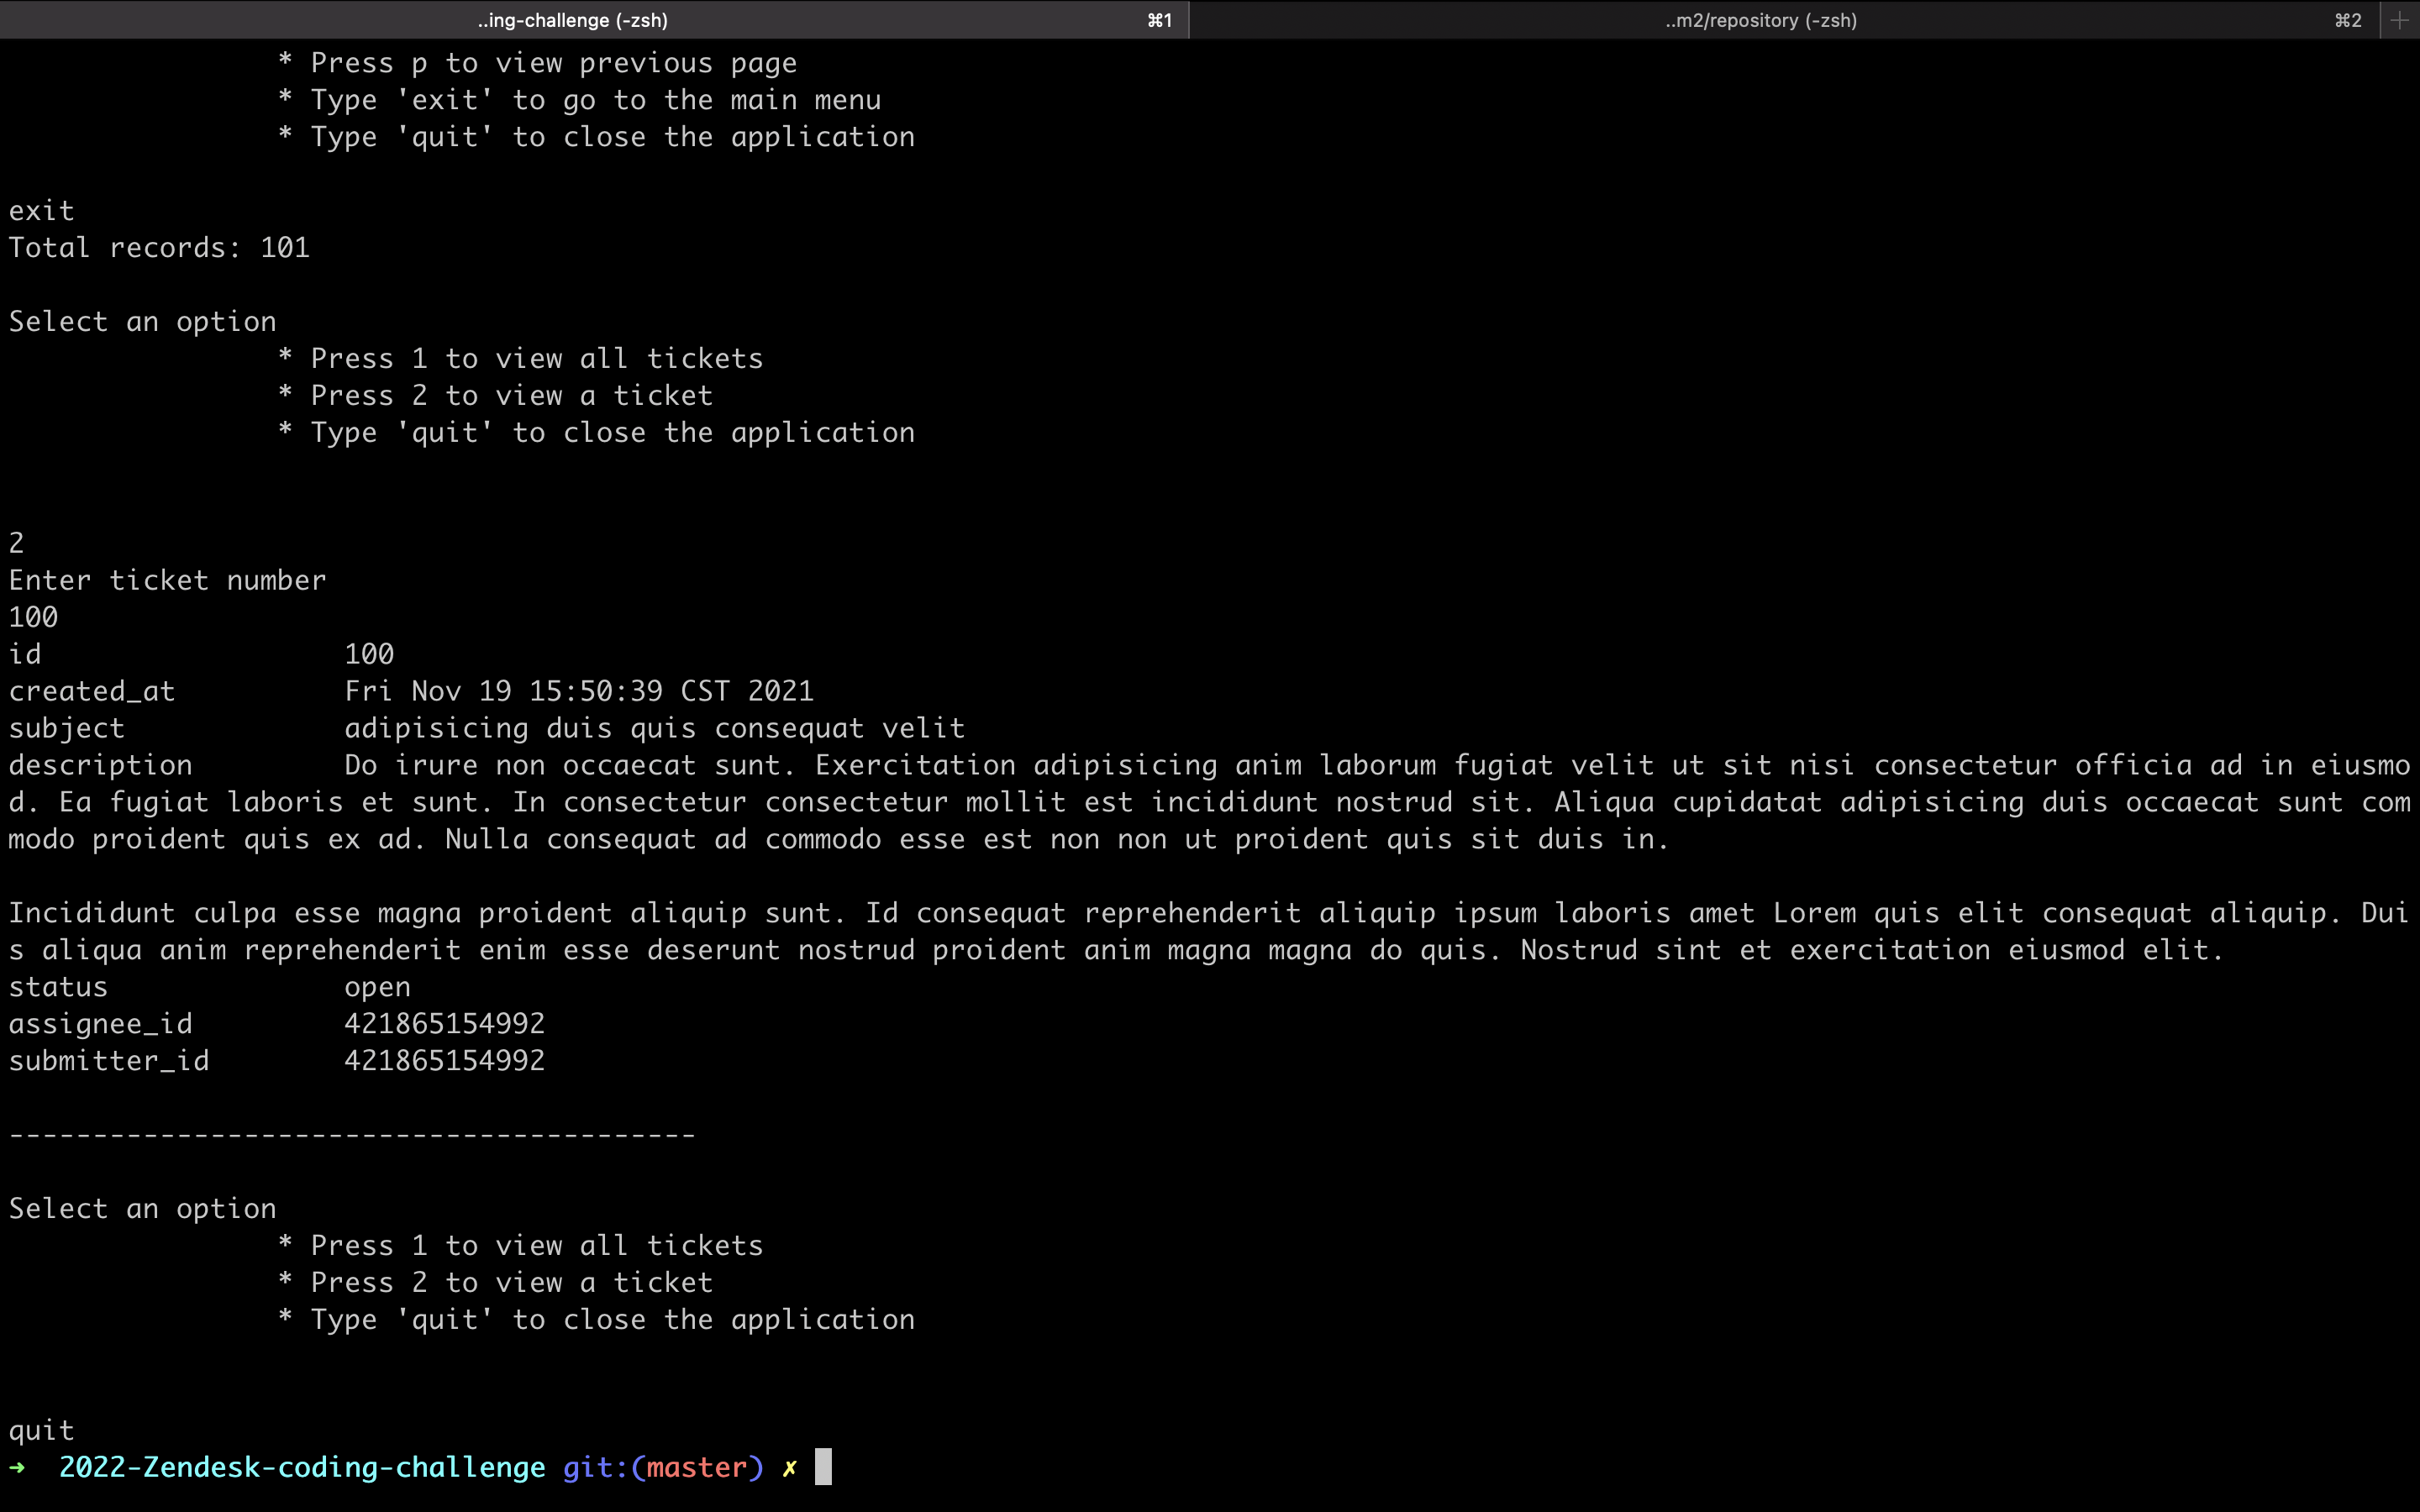 ..ing-challenge (-zsh) ⌘1 ..m2/repository (-zsh) ⌘2 +
* Press p to view previous page
* Type 'exit' to go to the main menu
* Type 'quit' to close the application
exit
Total records: 101
Select an option
* Press 1 to view all tickets
* Press 2 to view a ticket
* Type 'quit' to close the application
2
Enter ticket number
100
id 100
created_at Fri Nov 19 15:50:39 CST 2021
subject adipisicing duis quis consequat velit
description Do irure non occaecat sunt. Exercitation adipisicing anim laborum fugiat velit ut sit nisi consectetur officia ad in eiusmo
d. Ea fugiat laboris et sunt. In consectetur consectetur mollit est incididunt nostrud sit. Aliqua cupidatat adipisicing duis occaecat sunt com
modo proident quis ex ad. Nulla consequat ad commodo esse est non non ut proident quis sit duis in.
Incididunt culpa esse magna proident aliquip sunt. Id consequat reprehenderit aliquip ipsum laboris amet Lorem quis elit consequat aliquip. Dui
s aliqua anim reprehenderit enim esse deserunt nostrud proident anim magna magna do quis. Nostrud sint et exercitation eiusmod elit.
status open
assignee_id 421865154992
submitter_id 421865154992
-----------------------------------------
Select an option
* Press 1 to view all tickets
* Press 2 to view a ticket
* Type 'quit' to close the application
quit
➜ 2022-Zendesk-coding-challenge git:(master) ✗